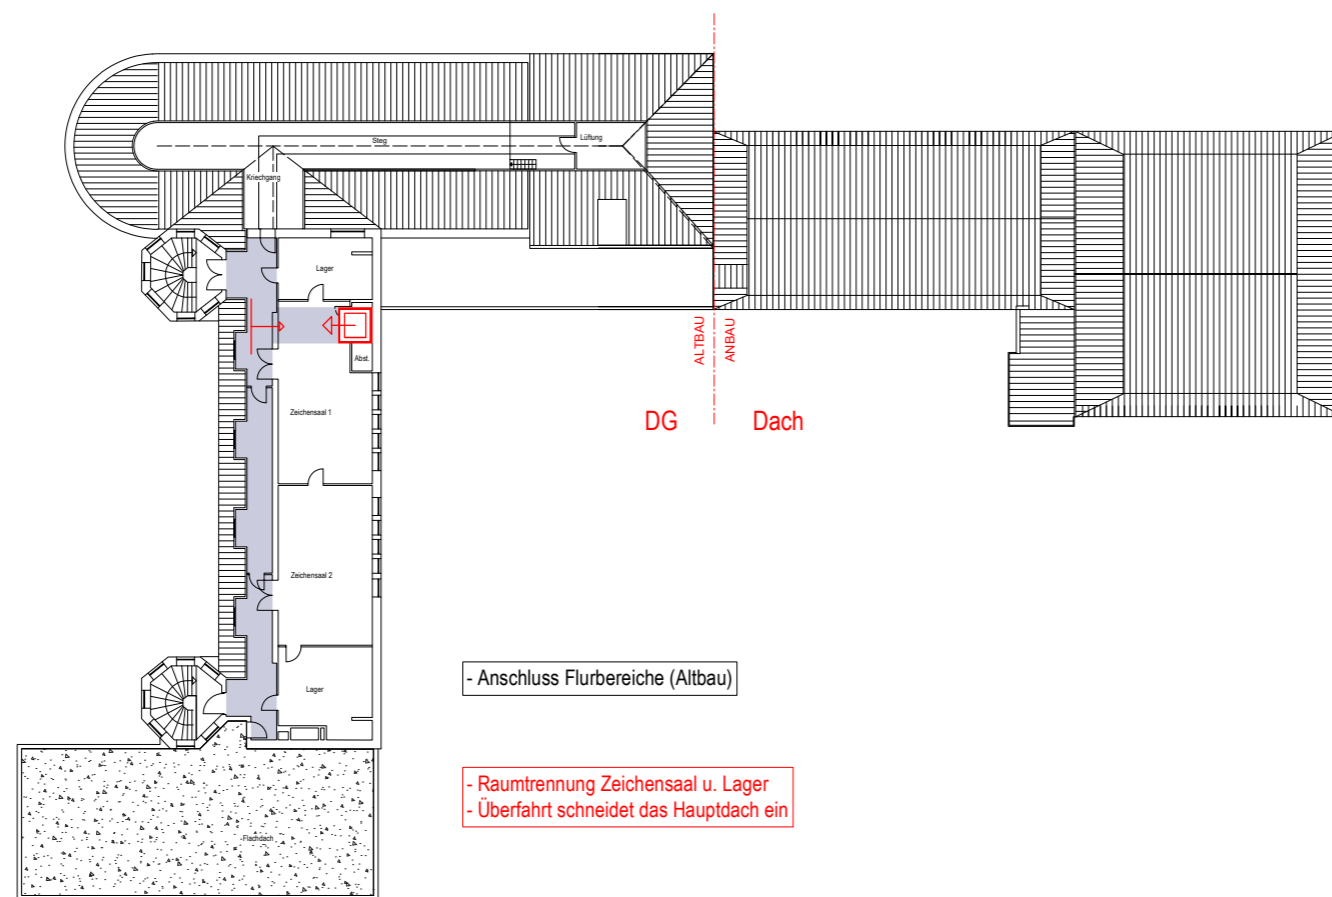 Steg
Lüftung
Kriechgang
Lager
Abst.
ALTBAU
ANBAU
Zeichensaal 1
DG
Dach
Zeichensaal 2
Lager
- Anschluss Flurbereiche (Altbau)
- Raumtrennung Zeichensaal u. Lager
- Überfahrt schneidet das Hauptdach ein
Flachdach